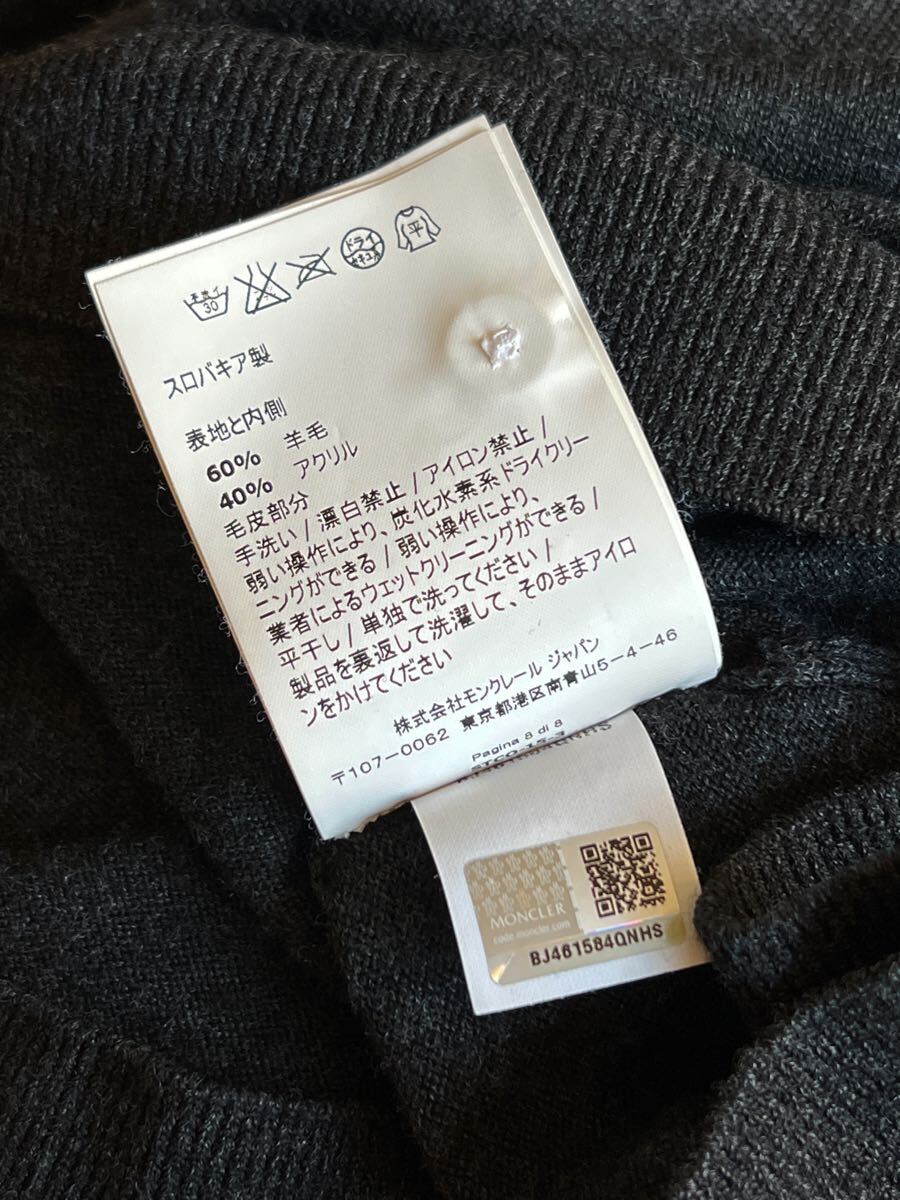 手洗イ
30
ドライ
セキユ系
平
スロバキア製
表地と内側
60% 羊毛
40% アクリル
毛皮部分
手洗い / 漂白禁止 / アイロン禁止 /
弱い操作により、炭化水素系ドライクリー
ニングができる / 弱い操作により、
業者によるウェットクリーニングができる /
平干し / 単独で洗ってください /
製品を裏返して洗濯して、そのままアイロ
ンをかけてください
株式会社モンクレール ジャパン
〒107-0062 東京都港区南青山5-4-46
Pagina 8 di 8
STCO-15-3
MONCLER
code.moncler.com
BJ461584QNHS